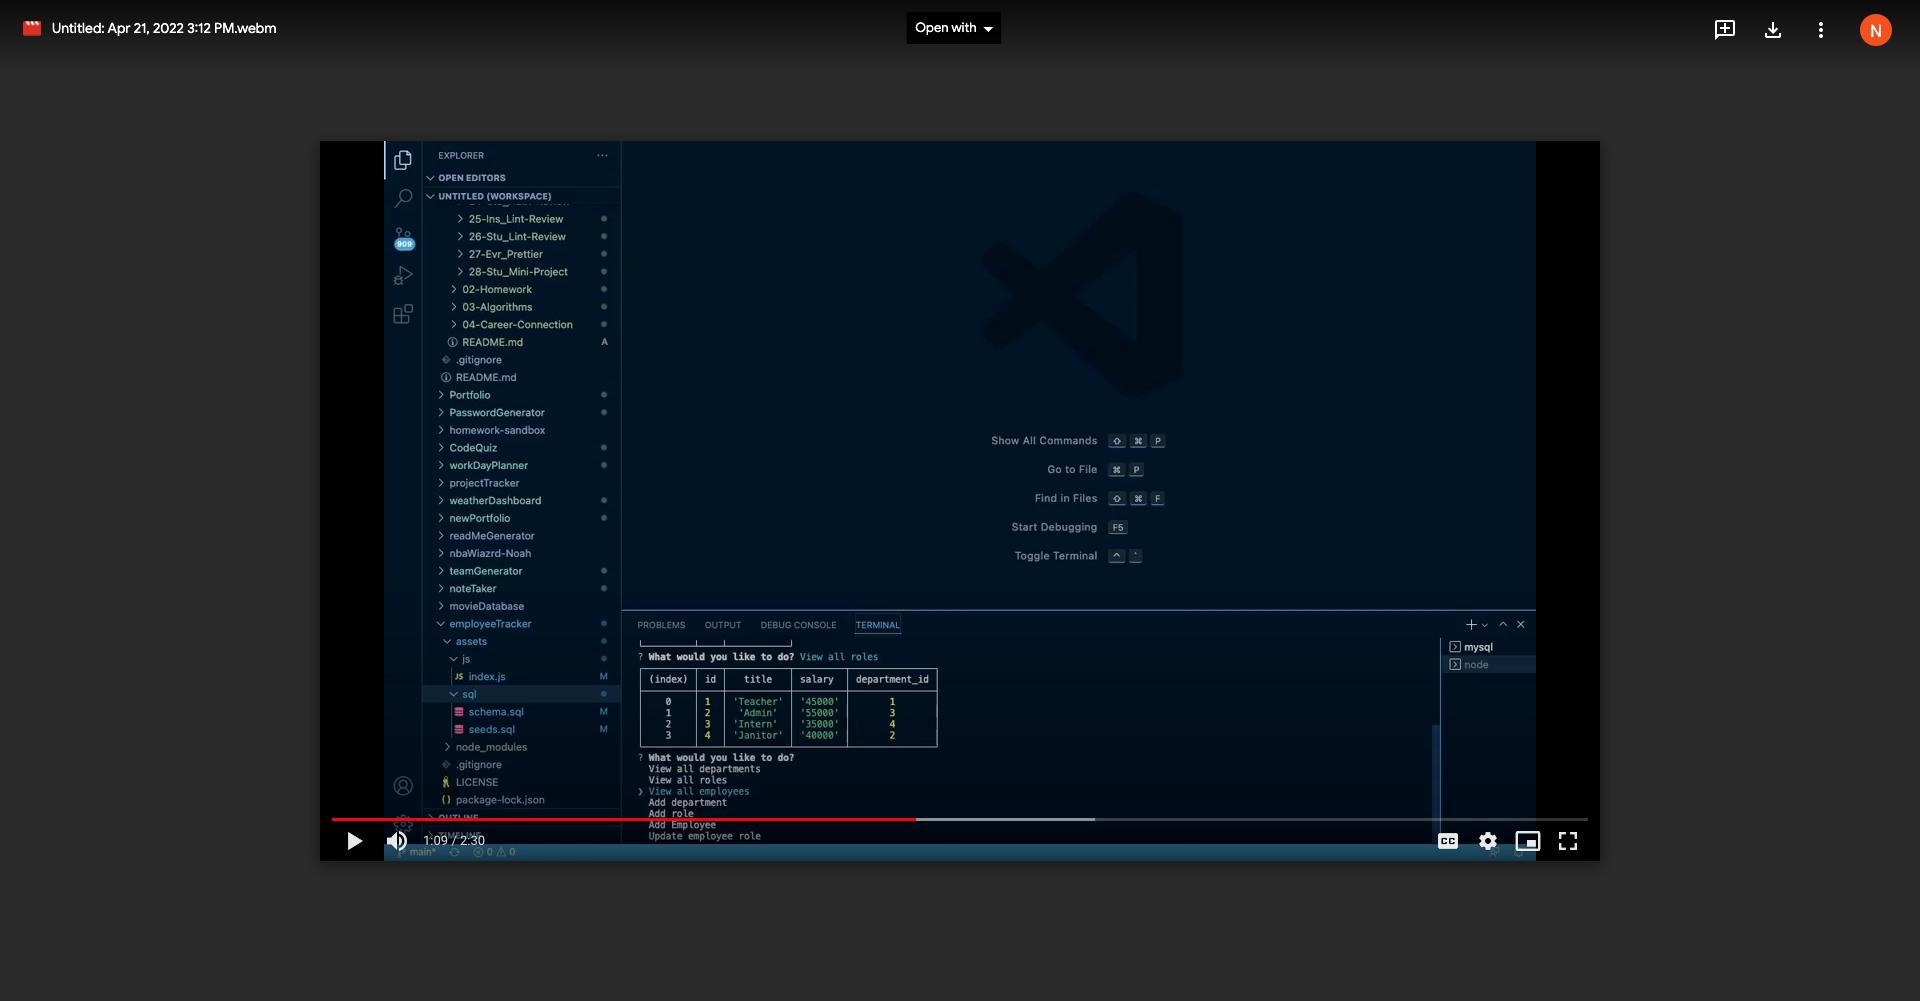 Untitled: Apr 21, 2022 3:12 PM.webm
Open with
N
EXPLORER
OPEN EDITORS
UNTITLED (WORKSPACE)
25-Ins_Lint-Review
26-Stu_Lint-Review
27-Evr_Prettier
28-Stu_Mini-Project
02-Homework
03-Algorithms
04-Career-Connection
README.md A
.gitignore
README.md
Portfolio
PasswordGenerator
homework-sandbox
CodeQuiz
workDayPlanner
projectTracker
weatherDashboard
newPortfolio
readMeGenerator
nbaWiazrd-Noah
teamGenerator
noteTaker
movieDatabase
employeeTracker
assets
js
JS index.js M
sql
schema.sql M
seeds.sql M
node_modules
.gitignore
LICENSE
{} package-lock.json
OUTLINE
TIMELINE
909
Show All Commands ⇧ ⌘ P
Go to File ⌘ P
Find in Files ⇧ ⌘ F
Start Debugging F5
Toggle Terminal ^ `
PROBLEMS OUTPUT DEBUG CONSOLE TERMINAL
? What would you like to do? View all roles
(index) id title salary department_id
0 1 'Teacher' '45000' 1
1 2 'Admin' '55000' 3
2 3 'Intern' '35000' 4
3 4 'Janitor' '40000' 2
? What would you like to do?
View all departments
View all roles
❯ View all employees
Add department
Add role
Add Employee
Update employee role
mysql
node
1:09 / 2:30
CC
main* 0 0